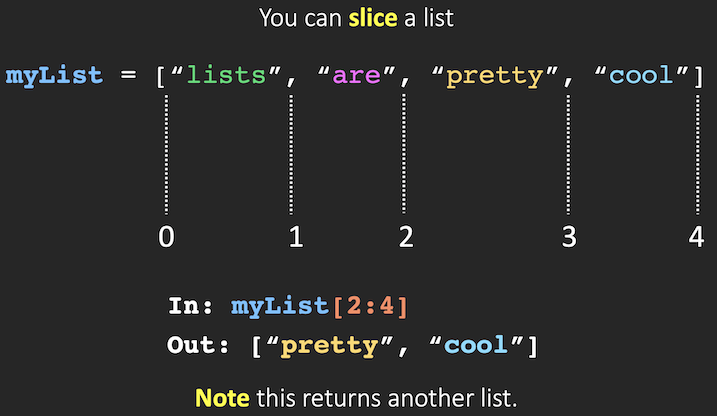 You can slice a list
myList = [“lists”, “are”, “pretty”, “cool”]
0 1 2 3 4
In: myList[2:4]
Out: [“pretty”, “cool”]
Note this returns another list.